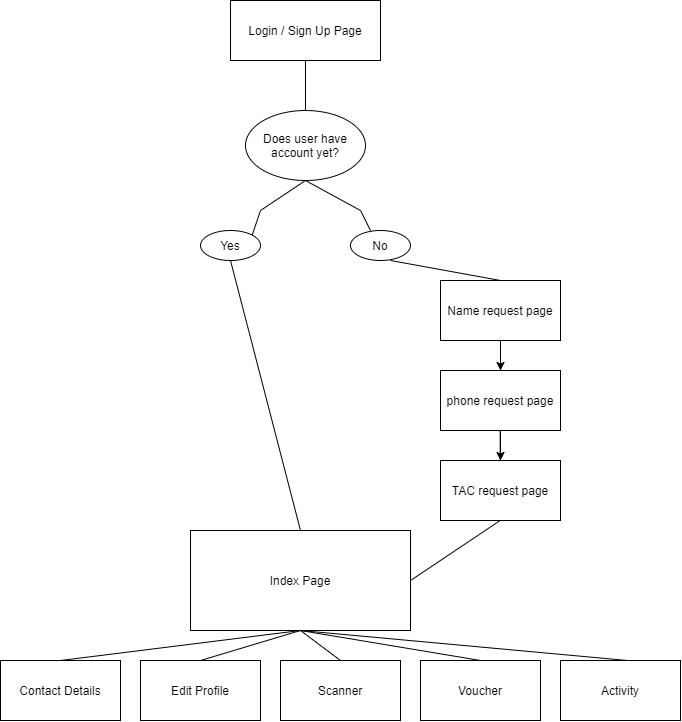 Login / Sign Up Page
Does user have
account yet?
Yes
No
Name request page
phone request page
TAC request page
Index Page
Contact Details
Edit Profile
Scanner
Voucher
Activity